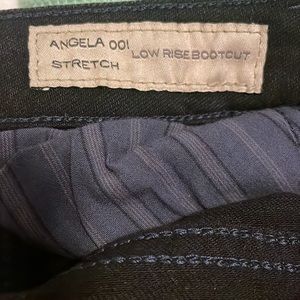 ANGELA 001 LOW RISE BOOTCUT
STRETCH